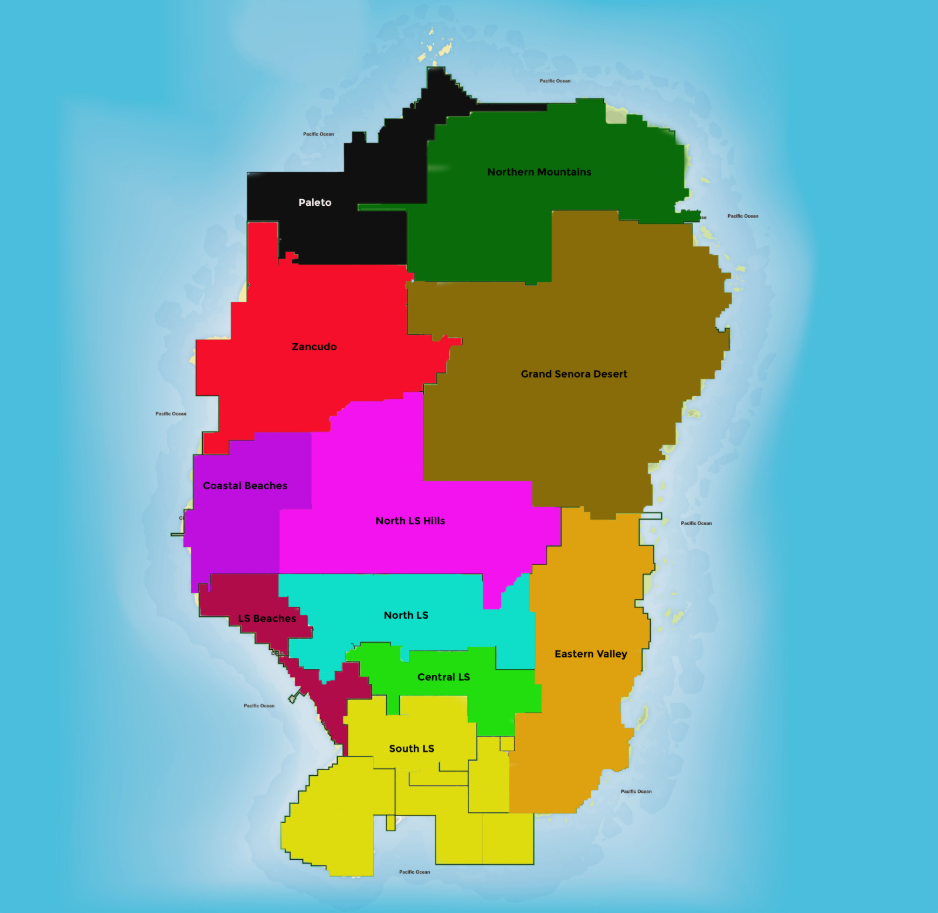 Pacific Ocean
Pacific Ocean
Northern Mountains
Paleto
Pacific Ocean
Zancudo
Grand Senora Desert
Pacific Ocean
Coastal Beaches
North LS Hills
Pacific Ocean
North LS
LS Beaches
Eastern Valley
Central LS
Pacific Ocean
South LS
Pacific Ocean
Pacific Ocean